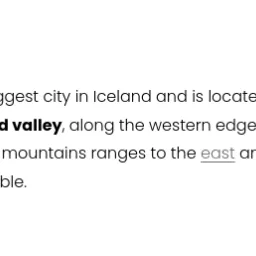 ggest city in Iceland and is locate
d valley, along the western edge
mountains ranges to the east ar
ble.